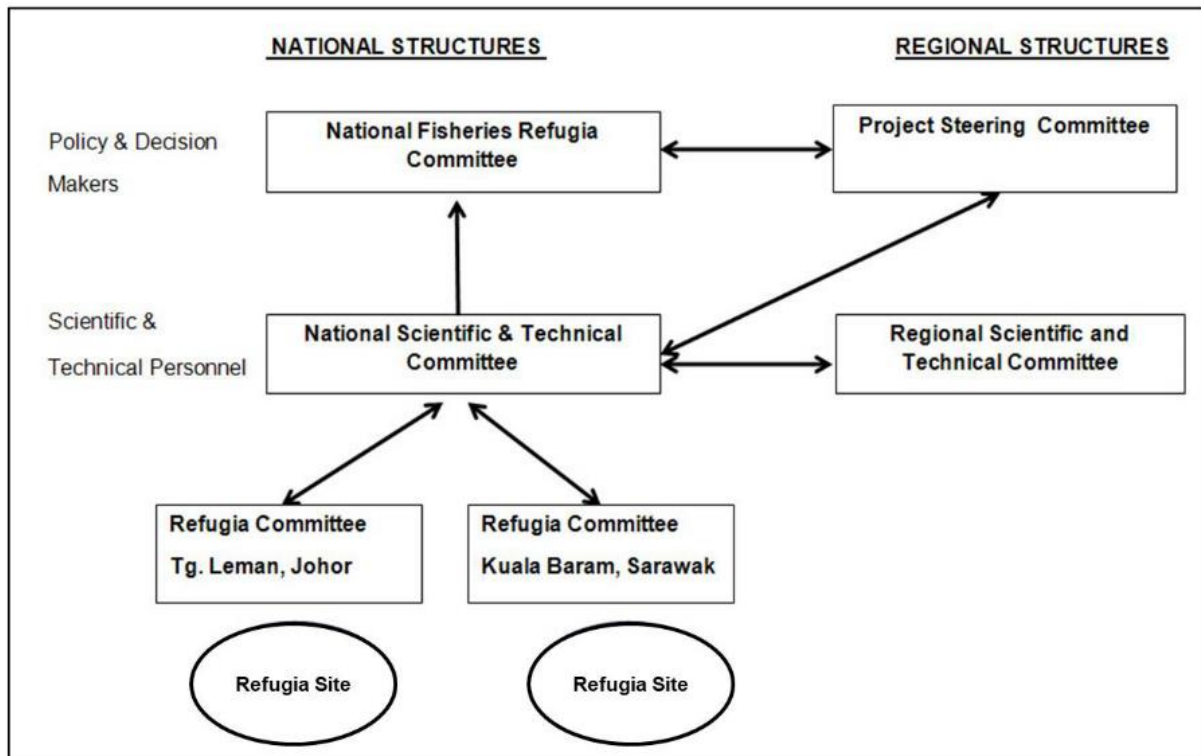 NATIONAL STRUCTURES
REGIONAL STRUCTURES
Policy & Decision
Makers
National Fisheries Refugia
Committee
Project Steering Committee
Scientific &
Technical Personnel
National Scientific & Technical
Committee
Regional Scientific and
Technical Committee
Refugia Committee
Tg. Leman, Johor
Refugia Committee
Kuala Baram, Sarawak
Refugia Site
Refugia Site